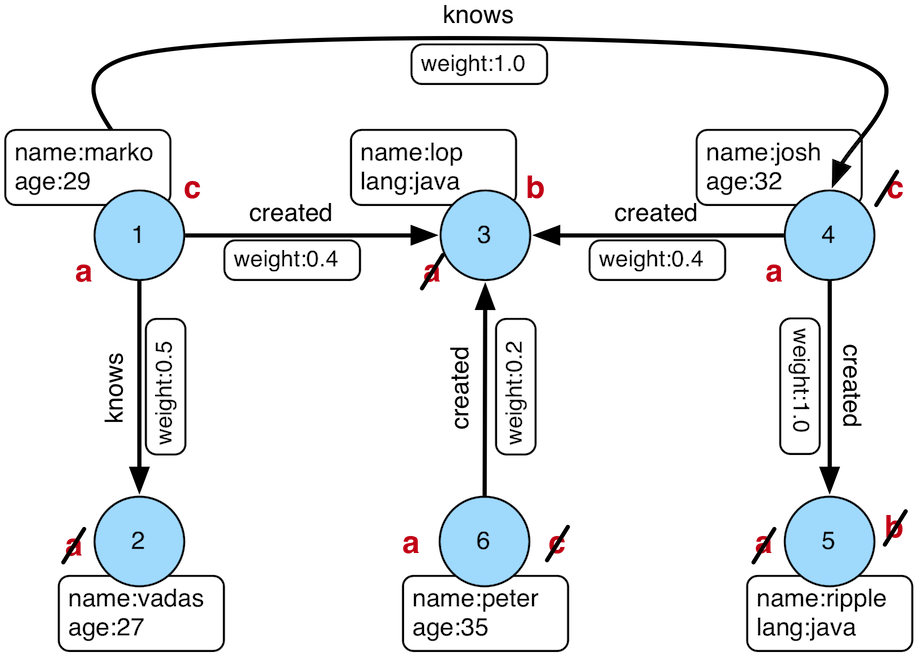 knows
weight:1.0
name:marko
age:29
c
name:lop
lang:java
b
name:josh
age:32
c
1
created
weight:0.4
3
created
weight:0.4
4
a
a
a
knows
weight:0.5
created
weight:0.2
weight:1.0
created
a
2
a
6
c
a
5
b
name:vadas
age:27
name:peter
age:35
name:ripple
lang:java